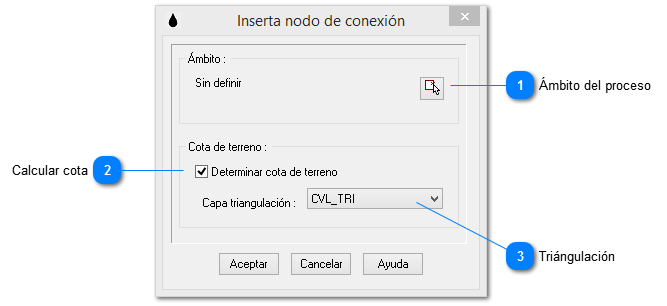 Inserta nodo de conexión
Ámbito :
Sin definir
1 Ámbito del proceso
Cota de terreno :
Calcular cota 2
Determinar cota de terreno
Capa triangulación : CVL_TRI
3 Triángulación
Aceptar Cancelar Ayuda